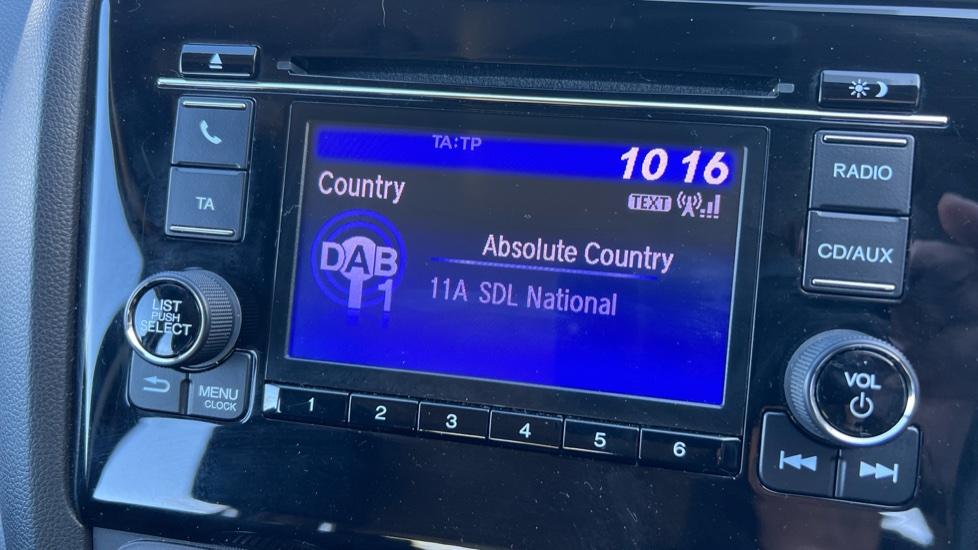 TA:TP
10 16
Country
TEXT
DAB
1
Absolute Country
11A SDL National
TA
LIST
PUSH
SELECT
MENU
CLOCK
1 2 3 4 5 6
RADIO
CD/AUX
VOL